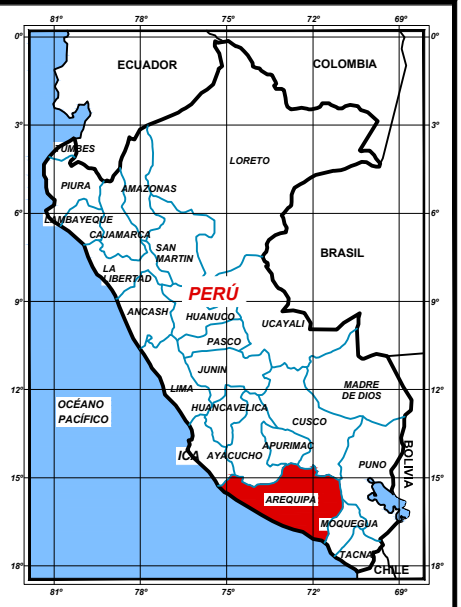 81° 78° 75° 72° 69°
0° 0°
ECUADOR
COLOMBIA
3° 3°
TUMBES
LORETO
PIURA
AMAZONAS
6° 6°
LAMBAYEQUE
CAJAMARCA
SAN
MARTIN
BRASIL
LA
LIBERTAD
PERÚ
9° 9°
ANCASH
HUANUCO
UCAYALI
PASCO
JUNIN
LIMA
MADRE
DE DIOS
12° 12°
OCÉANO
PACÍFICO
HUANCAVELICA
CUSCO
APURIMAC
ICA
AYACUCHO
PUNO
BOLIVIA
15° 15°
AREQUIPA
MOQUEGUA
TACNA
CHILE
18° 18°
81° 78° 75° 72° 69°